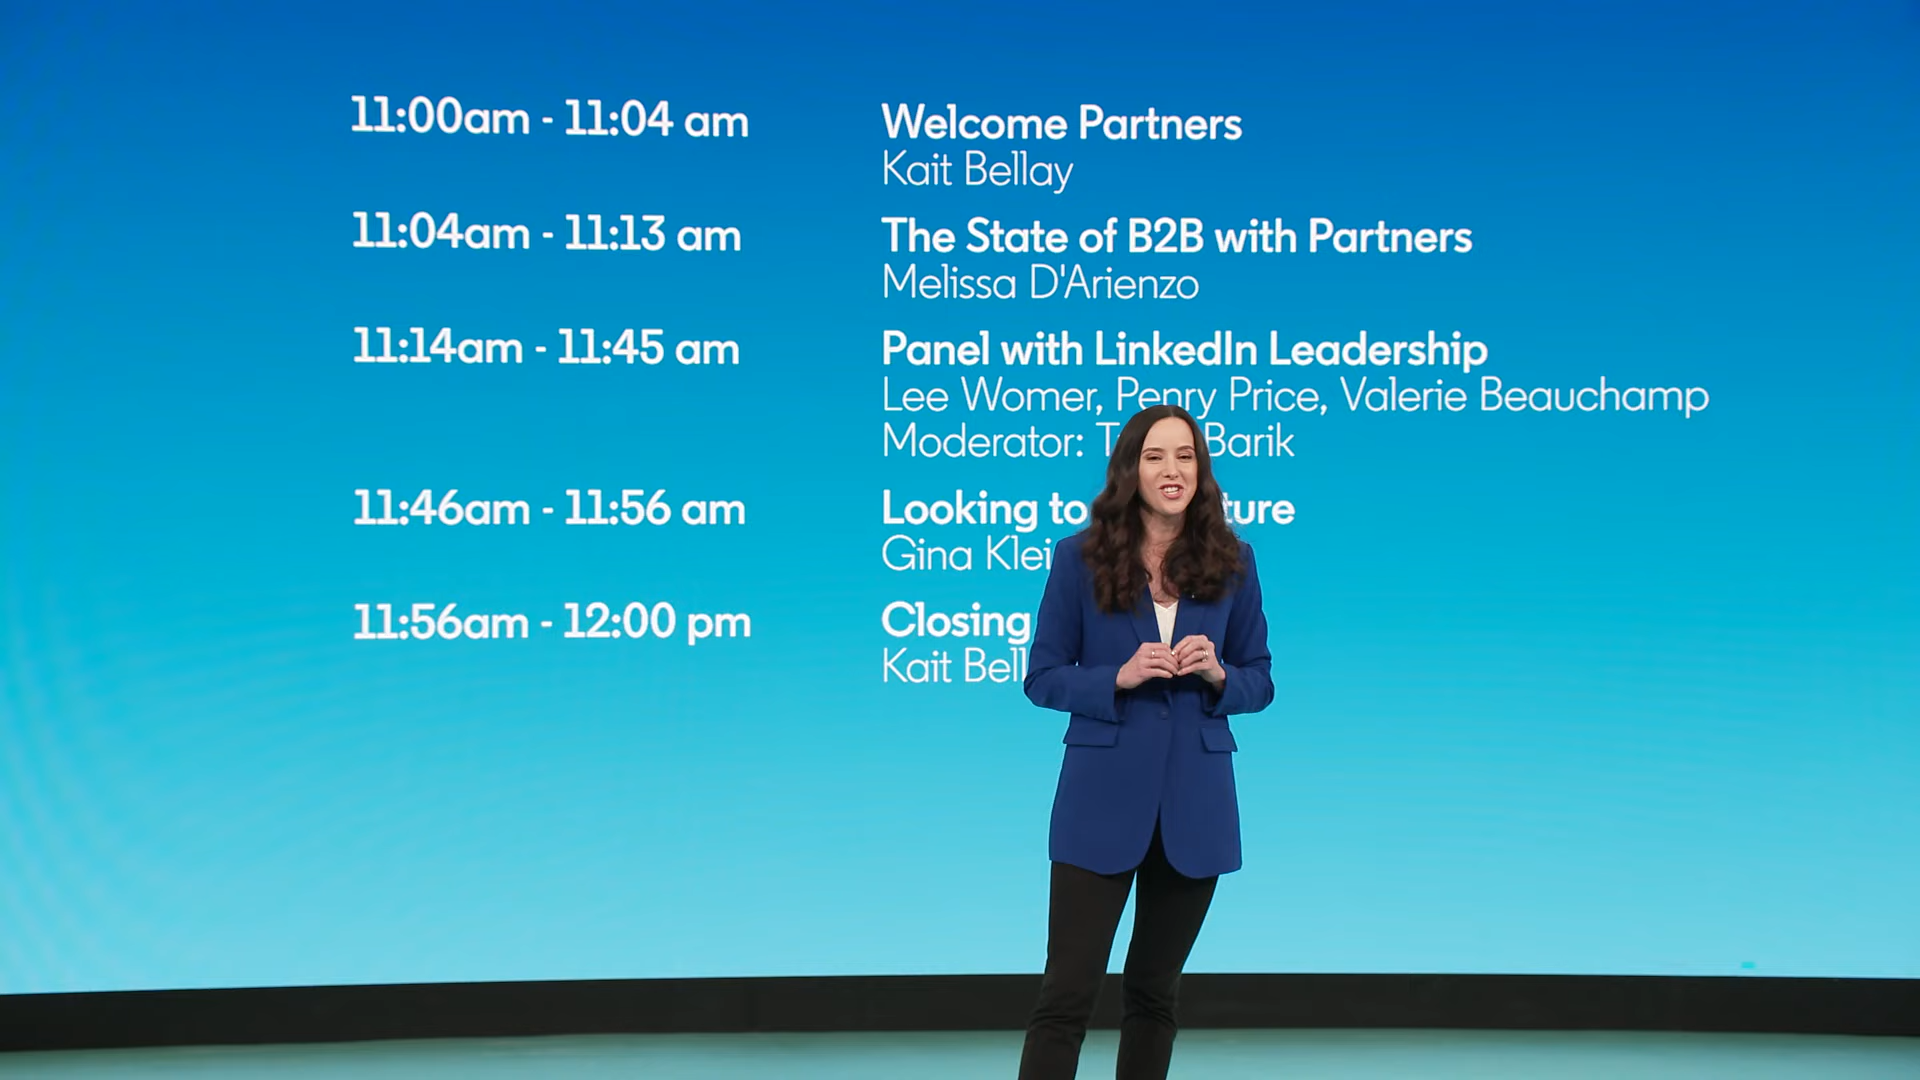 11:00am - 11:04 am
Welcome Partners
Kait Bellay
11:04am - 11:13 am
The State of B2B with Partners
Melissa D'Arienzo
11:14am - 11:45 am
Panel with LinkedIn Leadership
Lee Womer, Penry Price, Valerie Beauchamp
Moderator: Barik
11:46am - 11:56 am
Looking to
Gina
11:56am - 12:00 pm
Closing
Kait